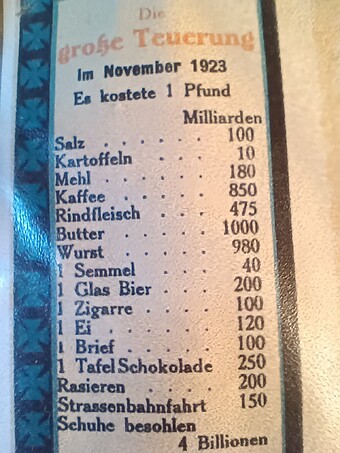 Die
große Teuerung
Im November 1923
Es kostete 1 Pfund
Milliarden
Salz . . . . . . 100
Kartoffeln . . . 10
Mehl . . . . . . 180
Kaffee . . . . . 850
Rindfleisch . . . 475
Butter . . . . . 1000
Wurst . . . . . 980
1 Semmel . . . . 40
1 Glas Bier . . . 200
1 Zigarre . . . . 100
1 Ei . . . . . . 120
1 Brief . . . . . 100
1 Tafel Schokolade 250
Rasieren . . . . 200
Strassenbahnfahrt 150
Schuhe besohlen
4 Billionen